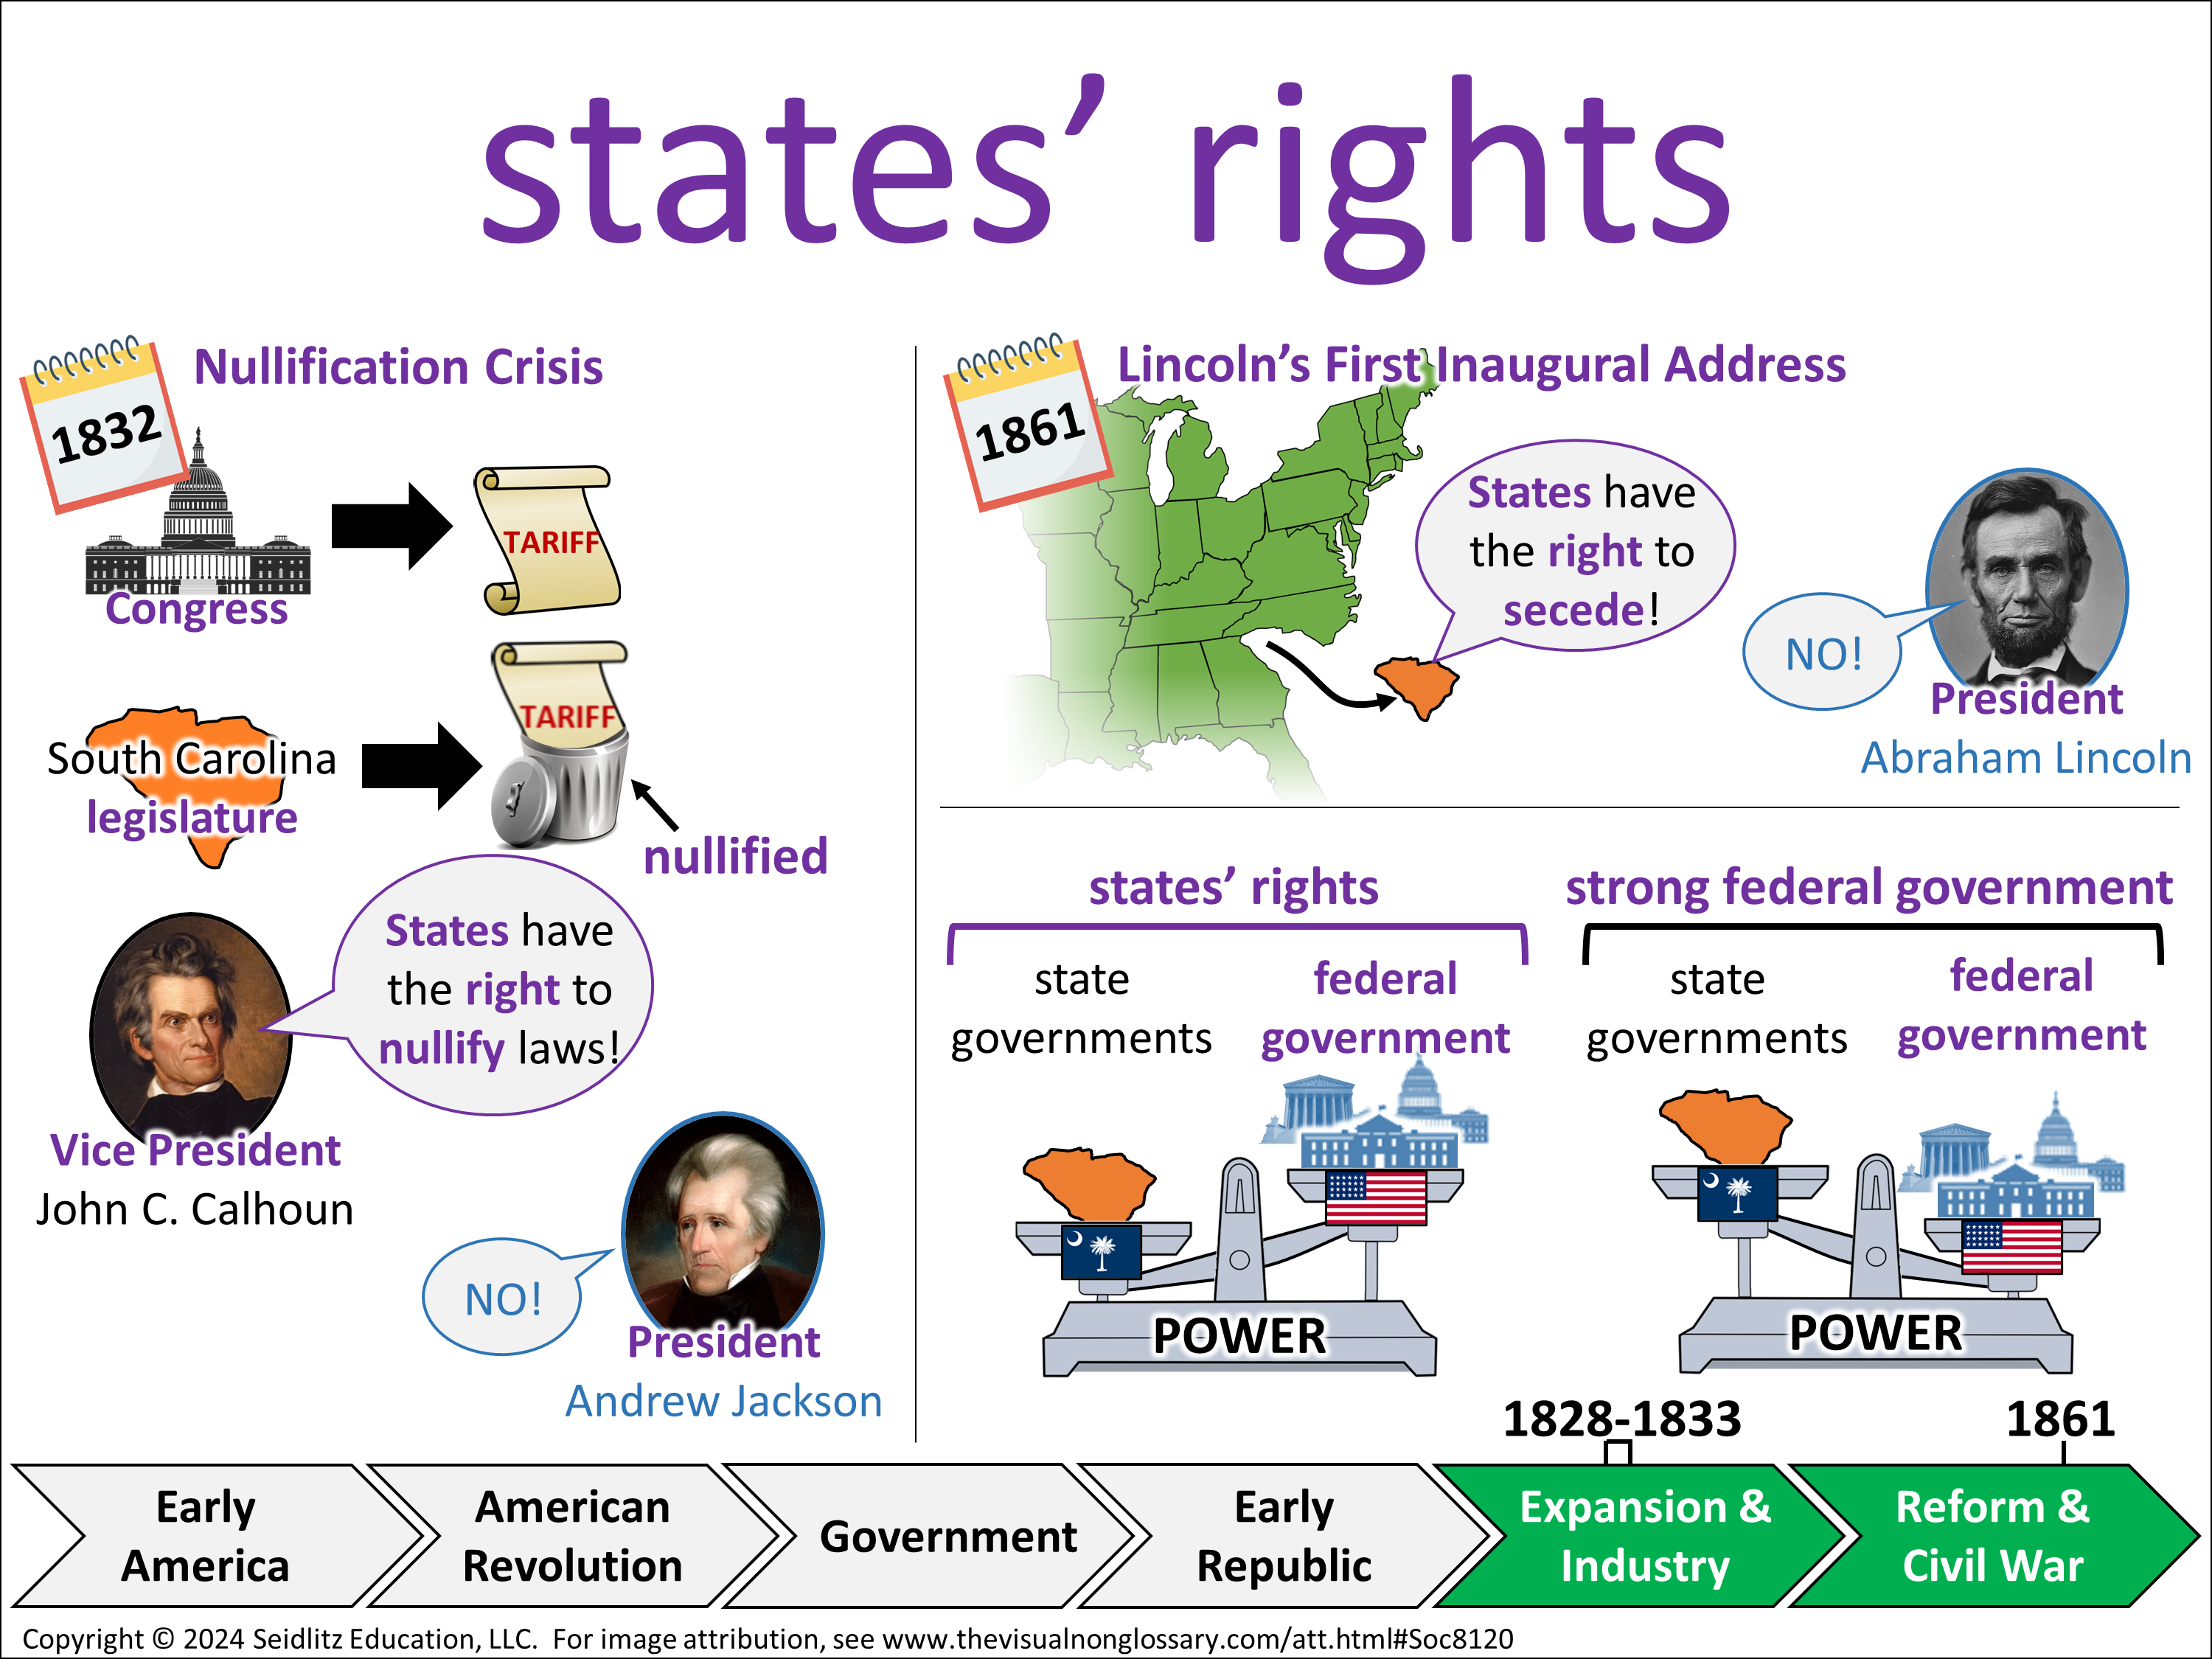 states’ rights
1832
Nullification Crisis
Congress
TARIFF
South Carolina
legislature
TARIFF
nullified
States have
the right to
nullify laws!
Vice President
John C. Calhoun
NO!
President
Andrew Jackson
1861
Lincoln’s First Inaugural Address
States have
the right to
secede!
NO!
President
Abraham Lincoln
states’ rights
state
governments
federal
government
POWER
strong federal government
state
governments
federal
government
POWER
1828-1833
1861
Early
America
American
Revolution
Government
Early
Republic
Expansion &
Industry
Reform &
Civil War
Copyright © 2024 Seidlitz Education, LLC.  For image attribution, see www.thevisualnonglossary.com/att.html#Soc8120